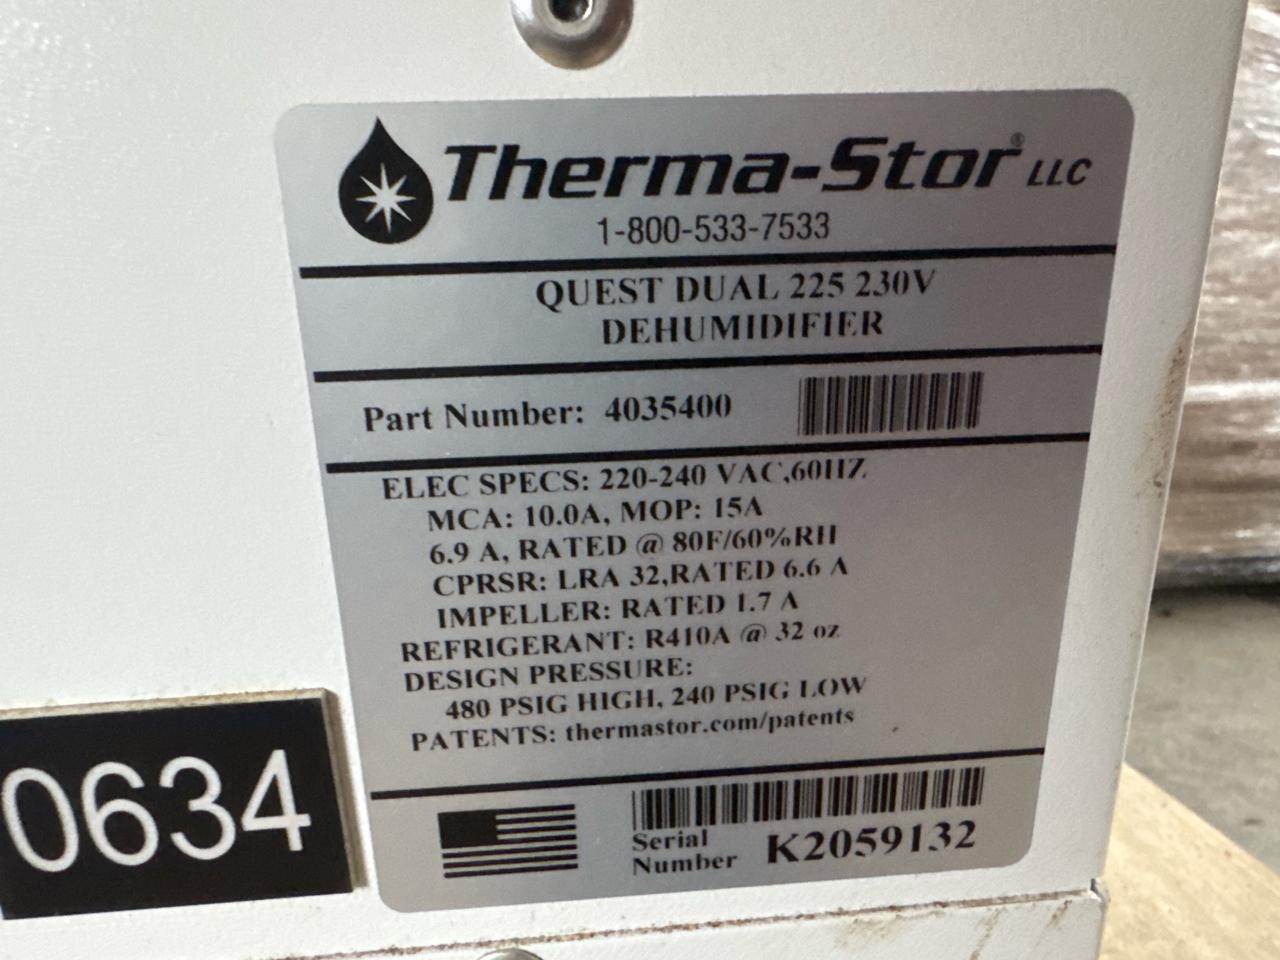 Therma-Stor® LLC
1-800-533-7533
QUEST DUAL 225 230V
DEHUMIDIFIER
Part Number: 4035400
ELEC SPECS: 220-240 VAC,60HZ
MCA: 10.0A, MOP: 15A
6.9 A, RATED @ 80F/60%RH
CPRSR: LRA 32,RATED 6.6 A
IMPELLER: RATED 1.7 A
REFRIGERANT: R410A @ 32 oz
DESIGN PRESSURE:
480 PSIG HIGH, 240 PSIG LOW
PATENTS: thermastor.com/patents
0634
Serial
Number K2059132